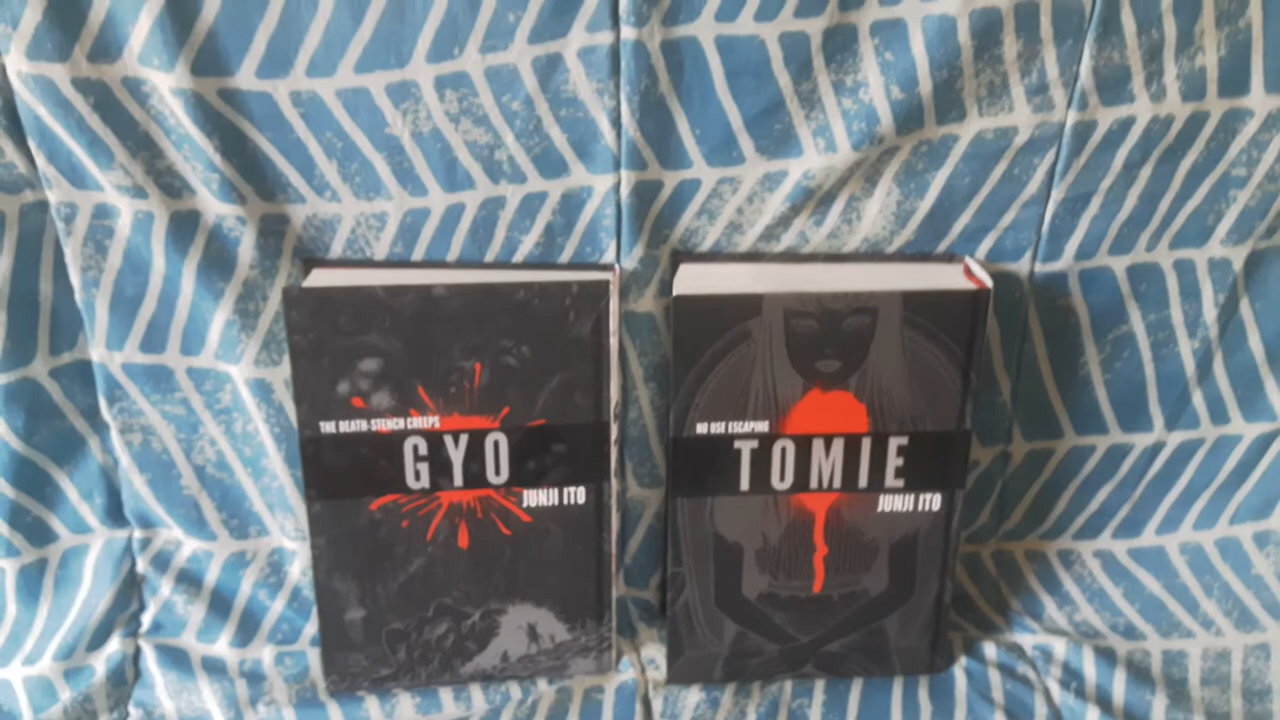 THE DEATH-STENCH CREEPS
GYO
JUNJI ITO
NO USE ESCAPING
TOMIE
JUNJI ITO